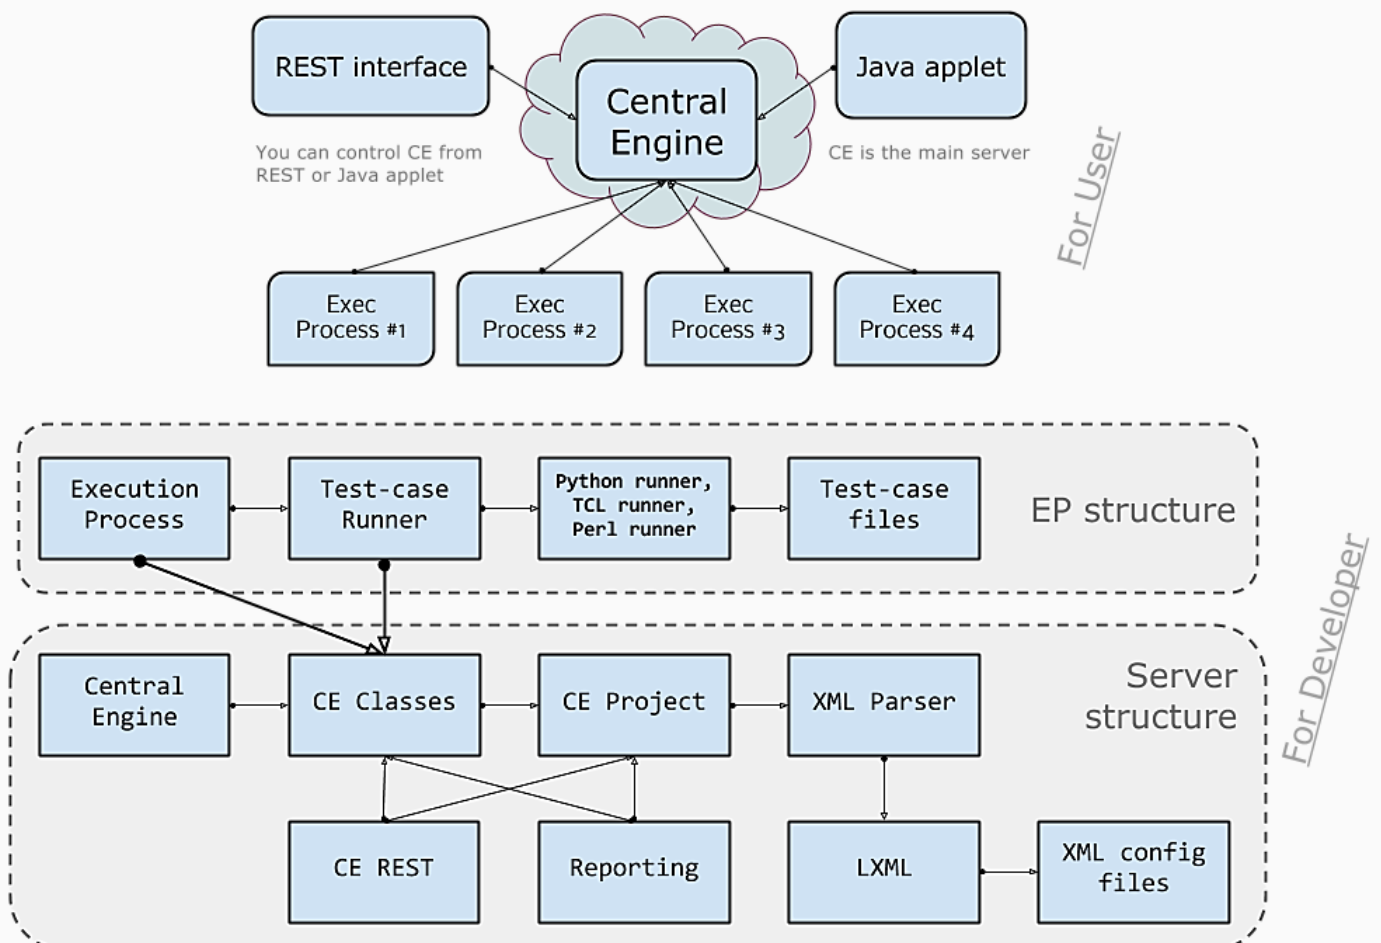 REST interface
Central
Engine
Java applet
You can control CE from
REST or Java applet
CE is the main server
For User
Exec
Process #1
Exec
Process #2
Exec
Process #3
Exec
Process #4
Execution
Process
Test-case
Runner
Python runner,
TCL runner,
Perl runner
Test-case
files
EP structure
For Developer
Central
Engine
CE Classes
CE Project
XML Parser
Server
structure
CE REST
Reporting
LXML
XML config
files